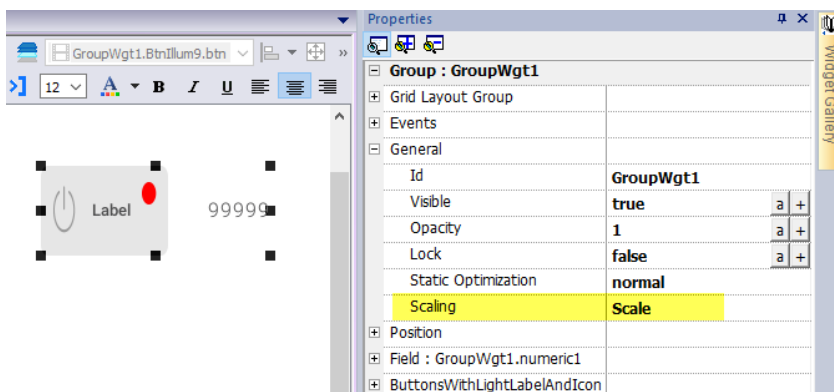 Properties
GroupWgt1.BtnIllum9.btn
12 A B I U
Group : GroupWgt1
Grid Layout Group
Events
General
Id GroupWgt1
Visible true a +
Opacity 1 a +
Lock false a +
Static Optimization normal
Scaling Scale
Position
Field : GroupWgt1.numeric1
ButtonsWithLightLabelAndIcon
Label 99999
Widget Gallery